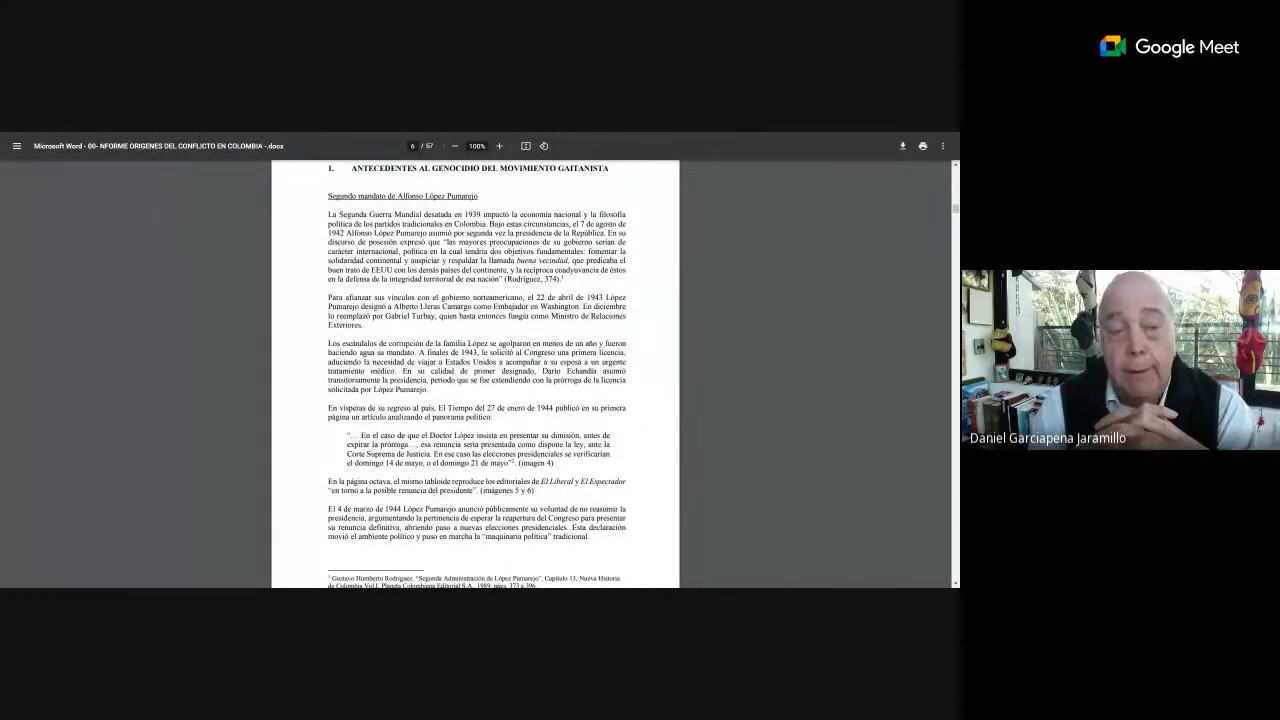 Google Meet
Microsoft Word - 00- NFORME ORIGENES DEL CONFLICTO EN COLOMBIA -.docx
6 / 57
100%
1. ANTECEDENTES AL GENOCIDIO DEL MOVIMIENTO GAITANISTA
Segundo mandato de Alfonso López Pumarejo
La Segunda Guerra Mundial desatada en 1939 impactó la economía nacional y la filosofía
política de los partidos tradicionales en Colombia. Bajo estas circunstancias, el 7 de agosto de
1942 Alfonso López Pumarejo asumió por segunda vez la presidencia de la República. En su
discurso de posesión expresó que “las mayores preocupaciones de su gobierno serían de
carácter internacional, política en la cual tendría dos objetivos fundamentales: fomentar la
solidaridad continental y auspiciar y respaldar la llamada buena vecindad, que predicaba el
buen trato de EEUU con los demás países del continente, y la recíproca coadyuvancia de éstos
en la defensa de la integridad territorial de esa nación” (Rodríguez, 374).1
Para afianzar sus vínculos con el gobierno norteamericano, el 22 de abril de 1943 López
Pumarejo designó a Alberto Lleras Camargo como Embajador en Washington. En diciembre
lo reemplazó por Gabriel Turbay, quien hasta entonces fungía como Ministro de Relaciones
Exteriores.
Los escándalos de corrupción de la familia López se agolparon en menos de un año y fueron
haciendo agua su mandato. A finales de 1943, le solicitó al Congreso una primera licencia,
aduciendo la necesidad de viajar a Estados Unidos a acompañar a su esposa a un urgente
tratamiento médico. En su calidad de primer designado, Darío Echandía asumió
transitoriamente la presidencia, periodo que se fue extendiendo con la prórroga de la licencia
solicitada por López Pumarejo.
En vísperas de su regreso al país, El Tiempo del 27 de enero de 1944 publicó en su primera
página un artículo analizando el panorama político:
“… En el caso de que el Doctor López insista en presentar su dimisión, antes de
expirar la prórroga…, esa renuncia sería presentada como dispone la ley, ante la
Corte Suprema de Justicia. En ese caso las elecciones presidenciales se verificarían
el domingo 14 de mayo, o el domingo 21 de mayo”2. (imagen 4)
En la página octava, el mismo tabloide reproduce los editoriales de El Liberal y El Espectador
“en torno a la posible renuncia del presidente”. (imágenes 5 y 6)
El 4 de marzo de 1944 López Pumarejo anunció públicamente su voluntad de no reasumir la
presidencia, argumentando la pertinencia de esperar la reapertura del Congreso para presentar
su renuncia definitiva, abriendo paso a nuevas elecciones presidenciales. Esta declaración
movió el ambiente político y puso en marcha la “maquinaria política” tradicional.
1 Gustavo Humberto Rodríguez, “Segunda Administración de López Pumarejo”, Capítulo 13, Nueva Historia
de Colombia Vol.I, Planeta Colombiana Editorial S.A., 1989, págs. 373 a 396.
Daniel Garciapena Jaramillo